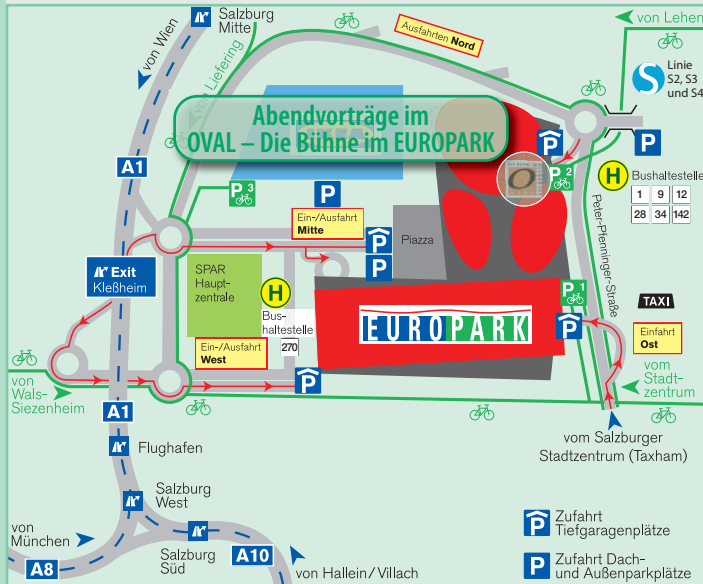 Salzburg
Mitte
von Wien
von Liefering
Ausfahrten Nord
von Lehen
Linie
S2, S3
und S4
S
Abendvorträge im
OVAL – Die Bühne im EUROPARK
A1
P 3
P
P
P
P 2
O
H
Bushaltestelle
1 9 12
28 34 142
Peter-Pfenninger-Straße
Ein-/Ausfahrt
Mitte
P
P
Piazza
Exit
Kleßheim
SPAR
Haupt-
zentrale
H
Bus-
haltestelle
270
Ein-/Ausfahrt
West
P
EUROPARK
P 1
P
TAXI
Einfahrt
Ost
von
Wals-
Siezenheim
vom
Stadt-
zentrum
A1
Flughafen
vom Salzburger
Stadtzentrum (Taxham)
Salzburg
West
von
München
A8
Salzburg
Süd
A10
von Hallein/Villach
P
Zufahrt
Tiefgaragenplätze
P
Zufahrt Dach-
und Außenparkplätze